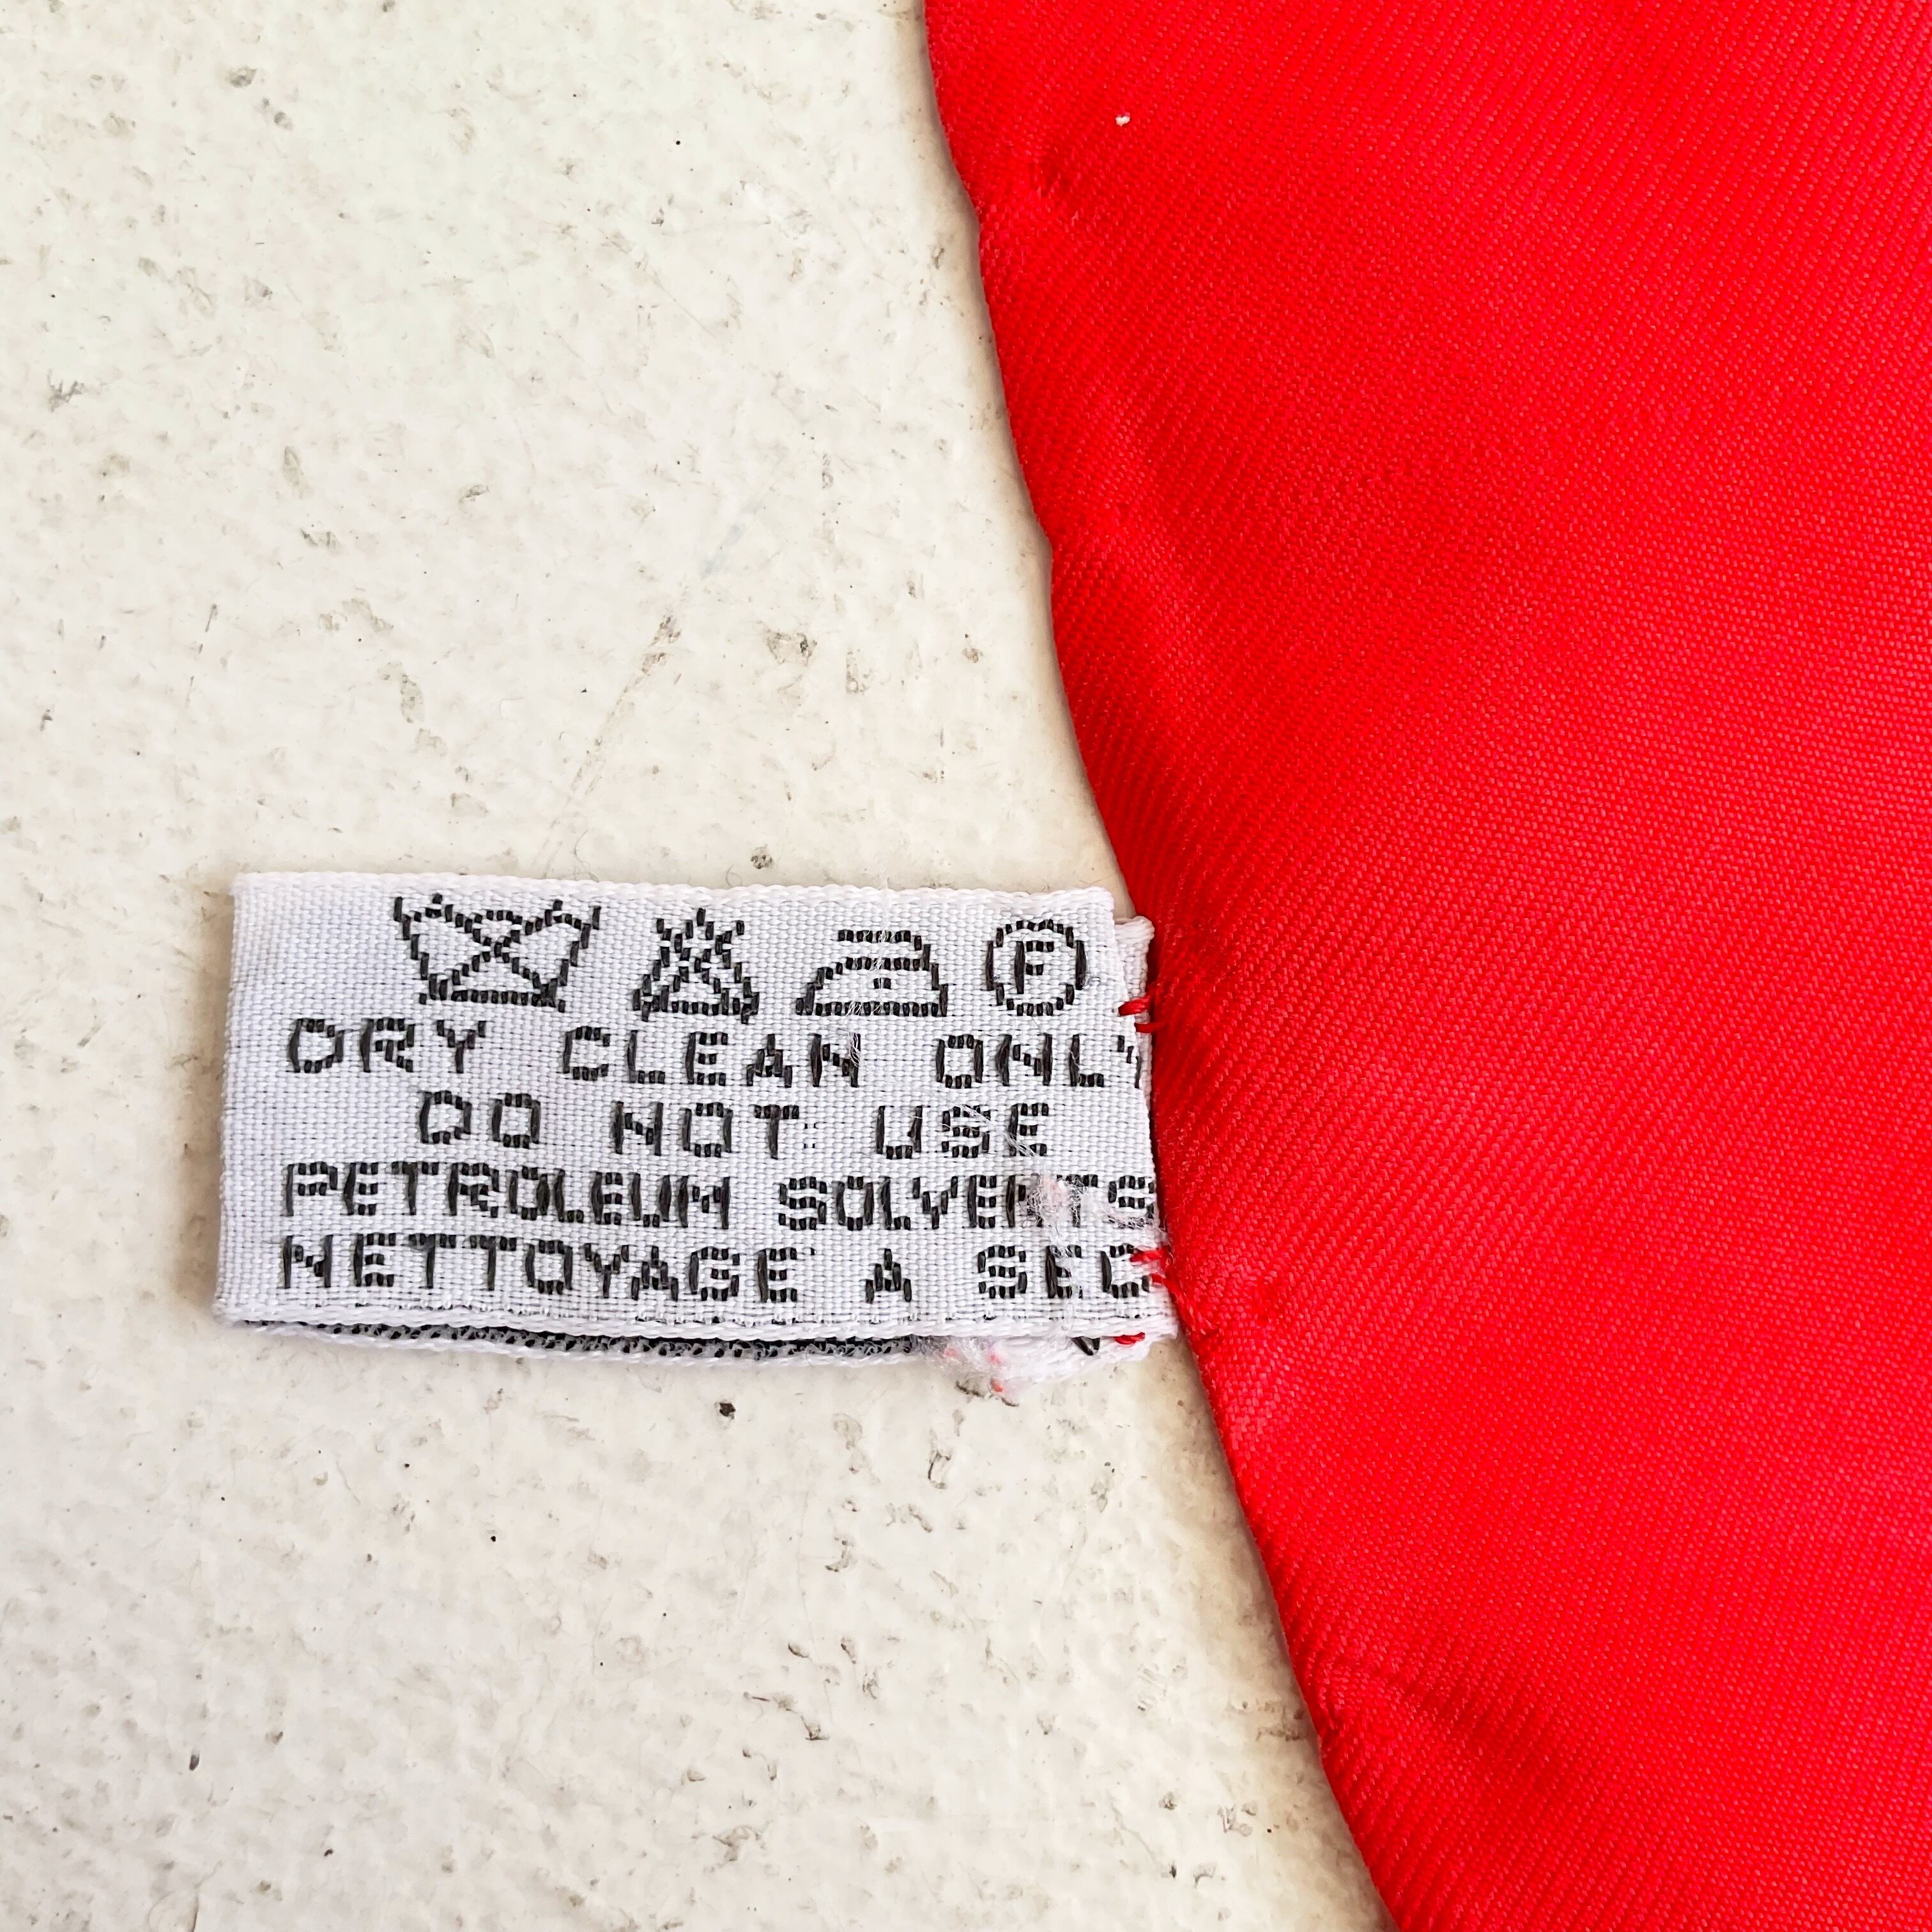 F
DRY CLEAN ONLY
DO NOT USE
PETROLEUM SOLVENTS
NETTOYAGE A SEC